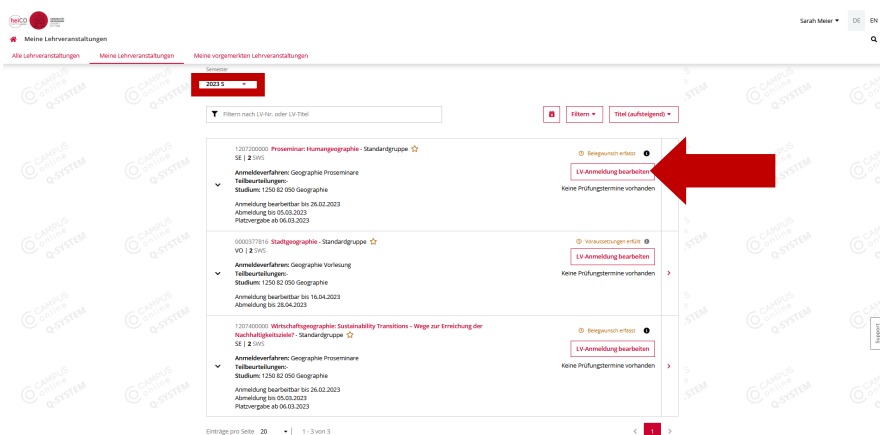 heiCO
Sarah Meier
DE EN
Meine Lehrveranstaltungen
Alle Lehrveranstaltungen Meine Lehrveranstaltungen Meine vorgemerkten Lehrveranstaltungen
Semester
2023 S
Filtern nach LV-Nr. oder LV-Titel
Filtern
Titel (aufsteigend)
1207200000 Proseminar: Humangeographie - Standardgruppe
SE | 2 SWS
Anmeldeverfahren: Geographie Proseminare
Teilbeurteilungen:-
Studium: 1250 82 050 Geographie
Anmeldung bearbeitbar bis 26.02.2023
Abmeldung bis 05.03.2023
Platzvergabe ab 06.03.2023
Belegwunsch erfasst
LV-Anmeldung bearbeiten
Keine Prüfungstermine vorhanden
0000377816 Stadtgeographie - Standardgruppe
VO | 2 SWS
Anmeldeverfahren: Geographie Vorlesung
Teilbeurteilungen:-
Studium: 1250 82 050 Geographie
Anmeldung bearbeitbar bis 16.04.2023
Abmeldung bis 28.04.2023
Voraussetzungen erfüllt
LV-Anmeldung bearbeiten
Keine Prüfungstermine vorhanden
1207400000 Wirtschaftsgeographie: Sustainability Transitions – Wege zur Erreichung der
Nachhaltigkeitsziele? - Standardgruppe
SE | 2 SWS
Anmeldeverfahren: Geographie Proseminare
Teilbeurteilungen:-
Studium: 1250 82 050 Geographie
Anmeldung bearbeitbar bis 26.02.2023
Abmeldung bis 05.03.2023
Platzvergabe ab 06.03.2023
Belegwunsch erfasst
LV-Anmeldung bearbeiten
Keine Prüfungstermine vorhanden
Einträge pro Seite 20
1 - 3 von 3
1
Support
CAMPUS
online
Q-SYSTEM